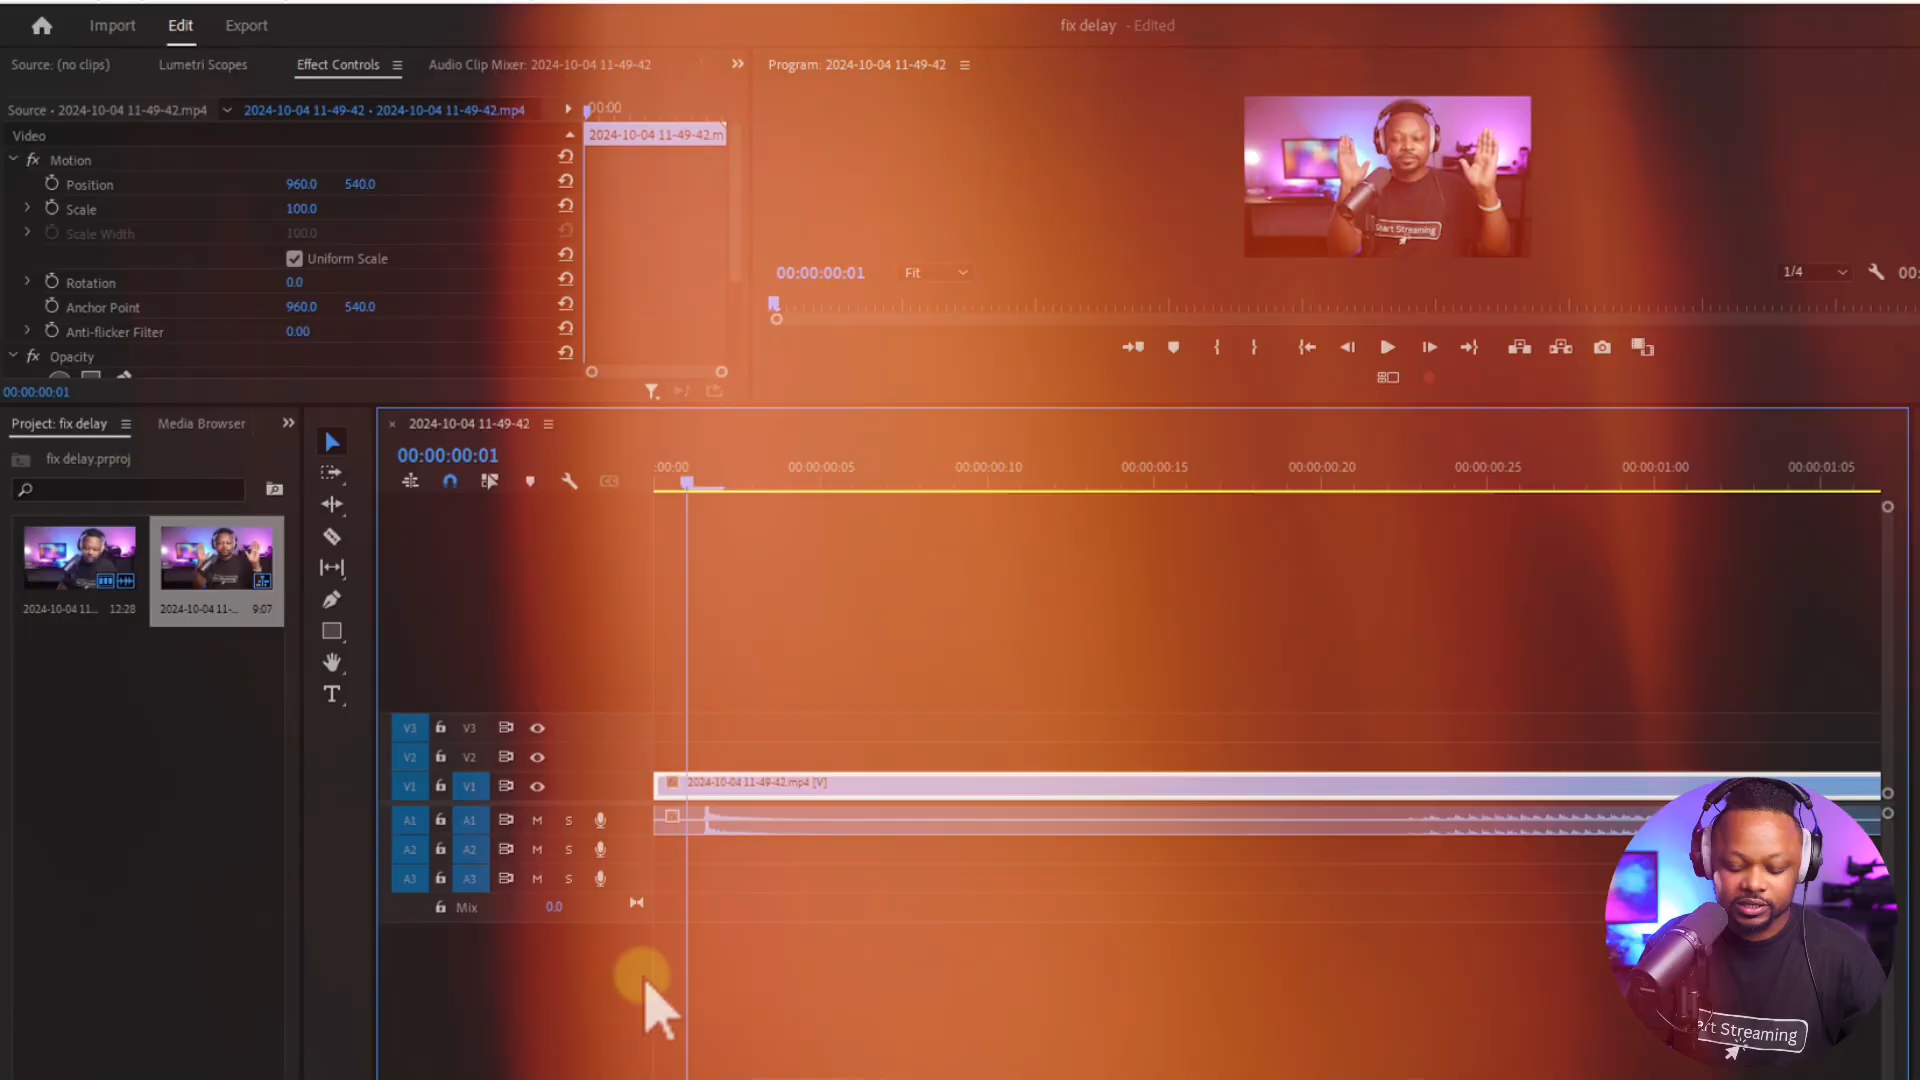 Import Edit Export fix delay - Edited
Source: (no clips) Lumetri Scopes Effect Controls Audio Clip Mixer: 2024-10-04 11-49-42 Program: 2024-10-04 11-49-42
Source • 2024-10-04 11-49-42.mp4 2024-10-04 11-49-42 • 2024-10-04 11-49-42.mp4 00:00
Video 2024-10-04 11-49-42.m
fx Motion
Position 960.0 540.0
Scale 100.0
Scale Width 100.0
Uniform Scale
Rotation 0.0
Anchor Point 960.0 540.0
Anti-flicker Filter 0.00
fx Opacity
00:00:00:01
Start Streaming
00:00:00:01 Fit 1/4 00:
Project: fix delay Media Browser
fix delay.prproj
2024-10-04 11... 12:28 2024-10-04 11-... 9:07
2024-10-04 11-49-42
00:00:00:01
:00:00 00:00:00:05 00:00:00:10 00:00:00:15 00:00:00:20 00:00:00:25 00:00:01:00 00:00:01:05
CC
T
V3 V3
V2 V2
V1 V1 2024-10-04 11-49-42.mp4 [V]
A1 A1 M S
A2 A2 M S
A3 A3 M S
Mix 0.0
art Streaming